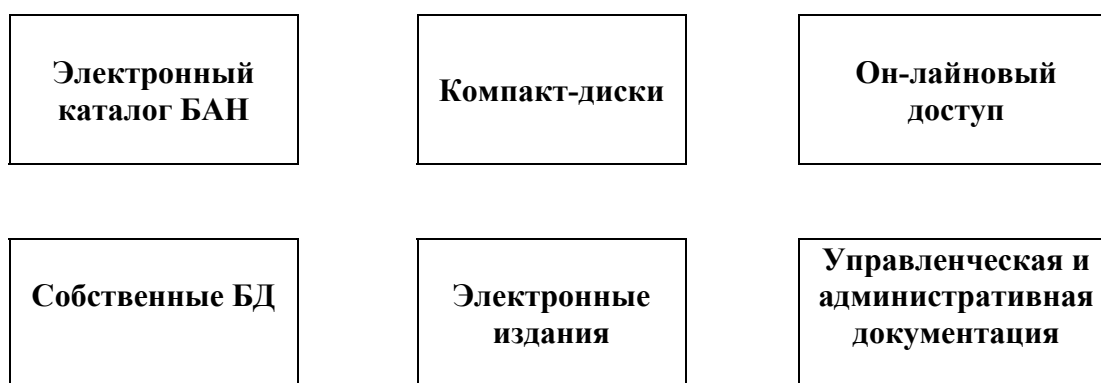 Электронный
каталог БАН
Компакт-диски
Он-лайновый
доступ
Собственные БД
Электронные
издания
Управленческая и
административная
документация